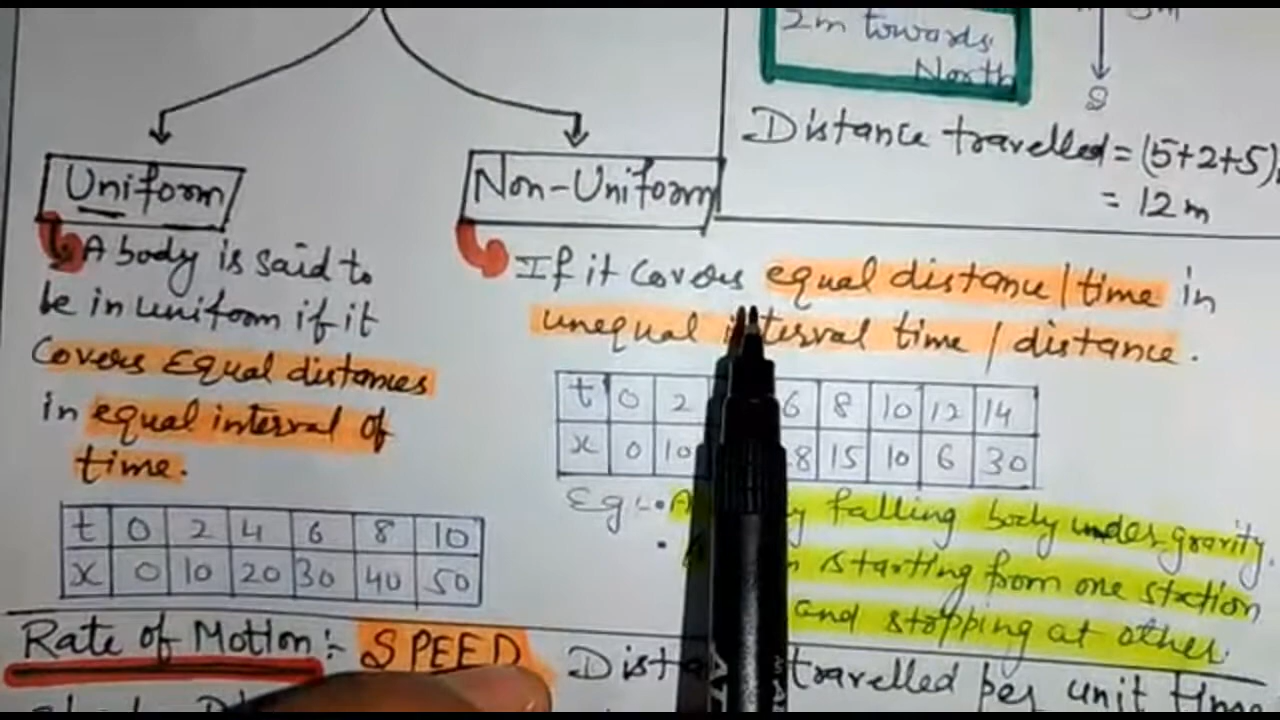 2m towards
North
S
Distance travelled = (5+2+5)
= 12m
Uniform
A body is said to
be in uniform if it
Covers Equal distances
in equal interval of
time.
t 0 2 4 6 8 10
x 0 10 20 30 40 50
Non-Uniform
If it covers equal distance / time in
unequal interval time / distance.
t 0 2 6 8 10 12 14
x 0 10 8 15 10 6 30
Eg:- falling body under gravity.
starting from one station
and stopping at other.
Rate of Motion :- SPEED
travelled per unit time